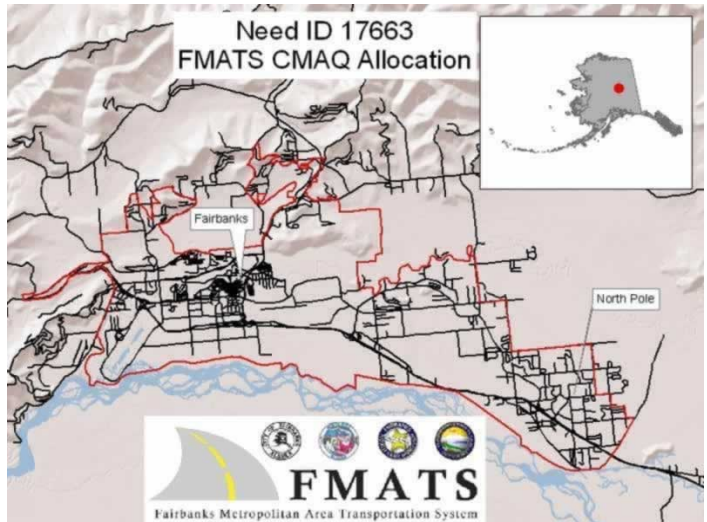 Need ID 17663
FMATS CMAQ Allocation
Fairbanks
North Pole
FMATS
Fairbanks Metropolitan Area Transportation System